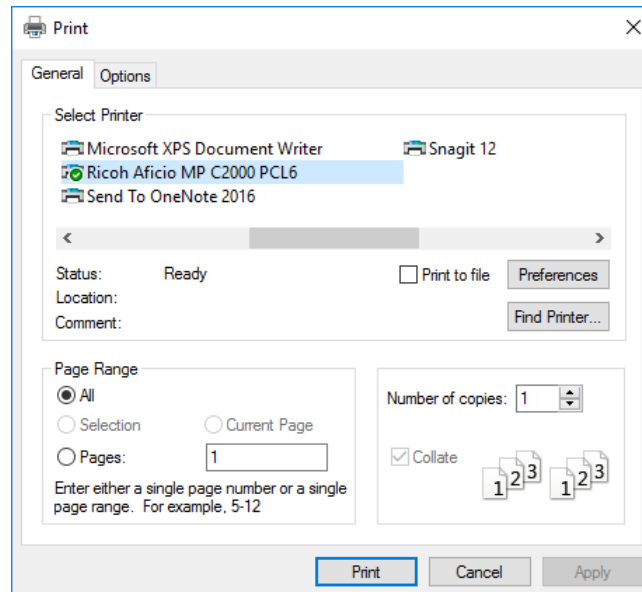 Print
General Options
Select Printer
Microsoft XPS Document Writer Snagit 12
Ricoh Aficio MP C2000 PCL6
Send To OneNote 2016
Status: Ready Print to file Preferences
Location:
Comment: Find Printer...
Page Range
All Number of copies: 1
Selection Current Page
Pages: 1 Collate 1 2 3 1 2 3
Enter either a single page number or a single
page range. For example, 5-12
Print Cancel Apply